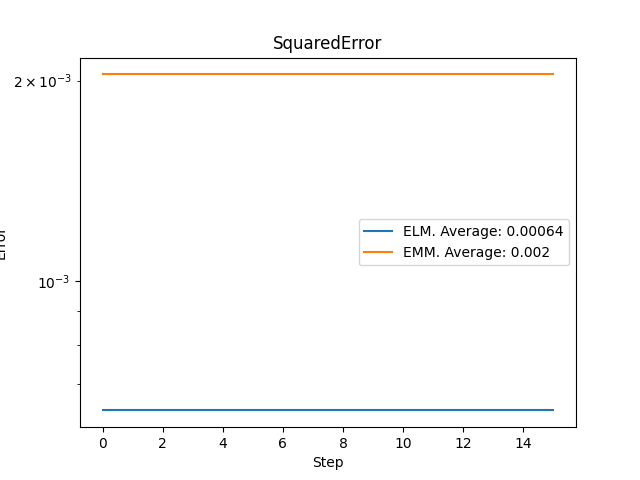 SquaredError
2 × 10⁻³
10⁻³
Error
ELM. Average: 0.00064
EMM. Average: 0.002
0 2 4 6 8 10 12 14
Step